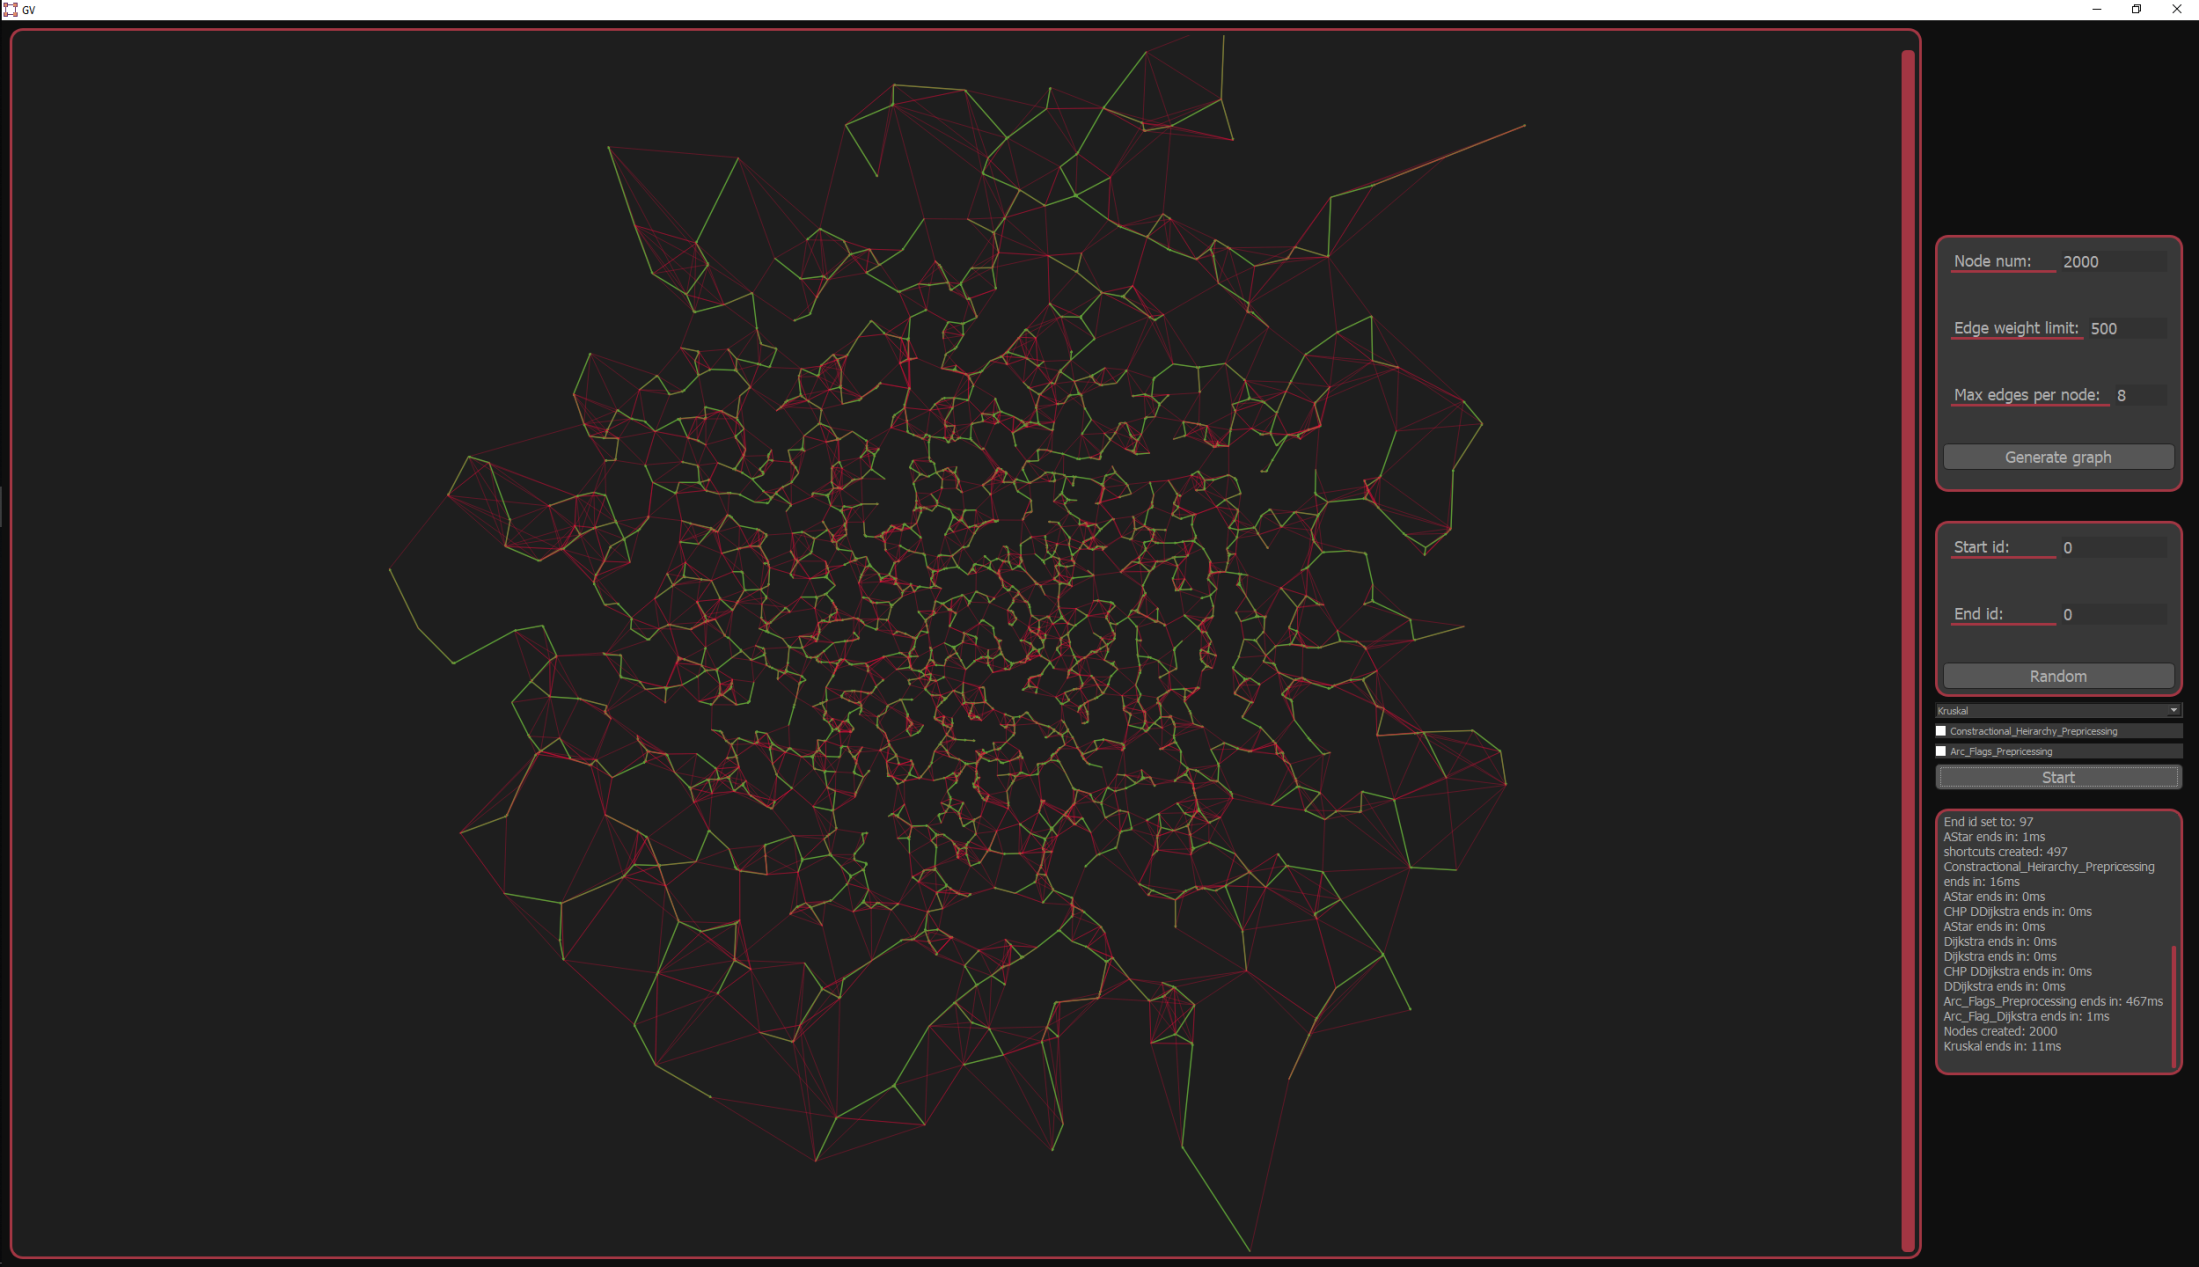 GV
Node num: 2000
Edge weight limit: 500
Max edges per node: 8
Generate graph
Start id: 0
End id: 0
Random
Kruskal
Constractional_Heirarchy_Prepricessing
Arc_Flags_Prepricessing
Start
End id set to: 97
AStar ends in: 1ms
shortcuts created: 497
Constractional_Heirarchy_Prepricessing
ends in: 16ms
AStar ends in: 0ms
CHP DDijkstra ends in: 0ms
AStar ends in: 0ms
Dijkstra ends in: 0ms
Dijkstra ends in: 0ms
CHP DDijkstra ends in: 0ms
DDijkstra ends in: 0ms
Arc_Flags_Preprocessing ends in: 467ms
Arc_Flag_Dijkstra ends in: 1ms
Nodes created: 2000
Kruskal ends in: 11ms